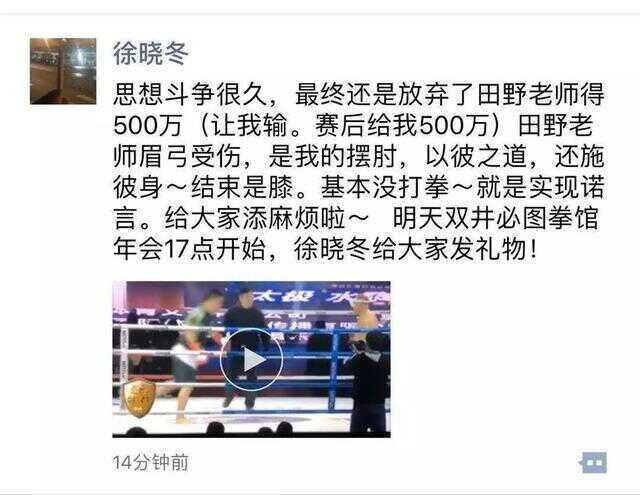 徐晓冬
思想斗争很久，最终还是放弃了田野老师得
500万（让我输。赛后给我500万）田野老
师眉弓受伤，是我的摆肘，以彼之道，还施
彼身～结束是膝。基本没打拳～就是实现诺
言。给大家添麻烦啦～ 明天双井必图拳馆
年会17点开始，徐晓冬给大家发礼物！
太极 水
14分钟前